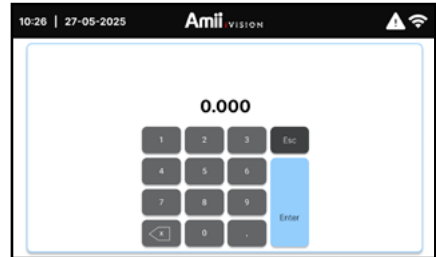 10:26 | 27-05-2025 Amii VISION
0.000
1 2 3 Esc
4 5 6
7 8 9 Enter
x 0 .